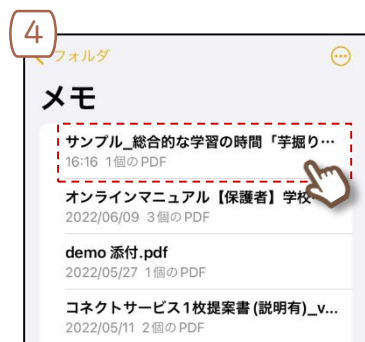 4
フォルダ
メモ
サンプル_総合的な学習の時間「芋掘り…
16:16 1個のPDF
オンラインマニュアル【保護者】学校
2022/06/09 3個のPDF
demo 添付.pdf
2022/05/27 1個のPDF
コネクトサービス1枚提案書(説明有)_v...
2022/05/11 2個のPDF